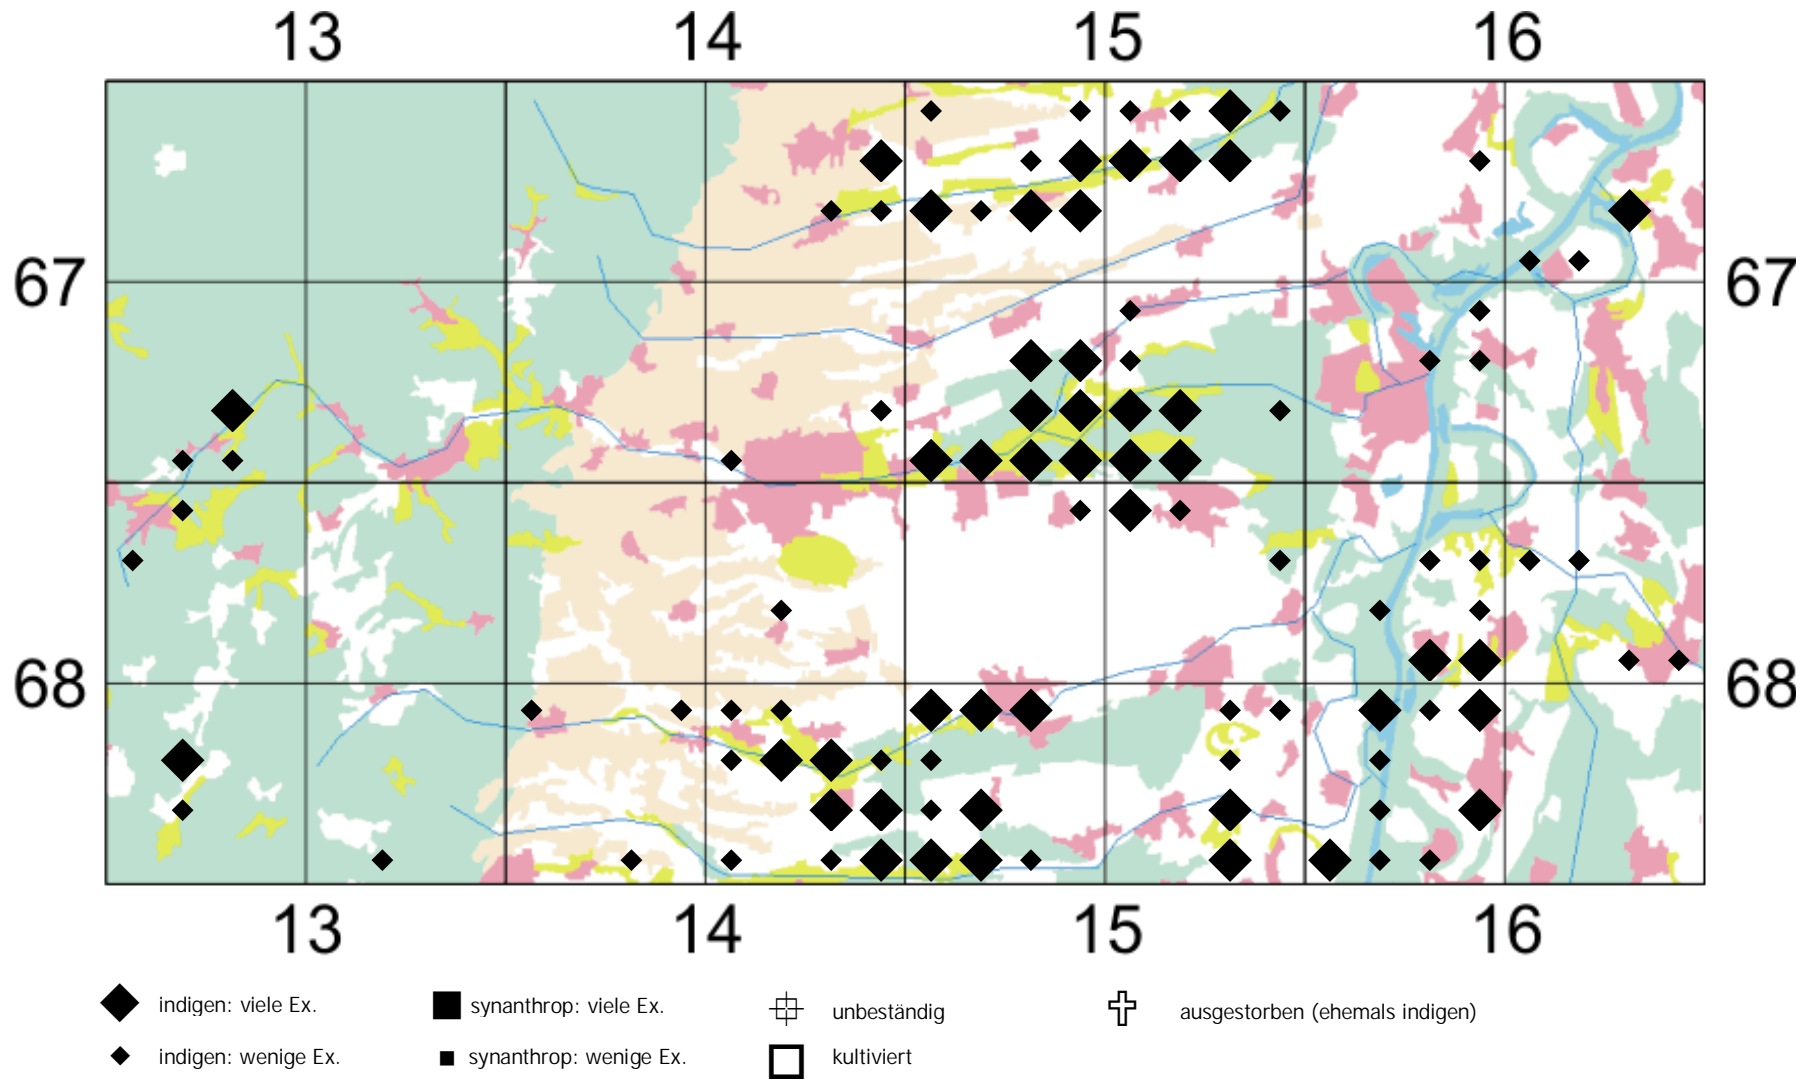 13 14 15 16
67 67
68 68
13 14 15 16
indigen: viele Ex. synanthrop: viele Ex. unbeständig ausgestorben (ehemals indigen)
indigen: wenige Ex. synanthrop: wenige Ex. kultiviert